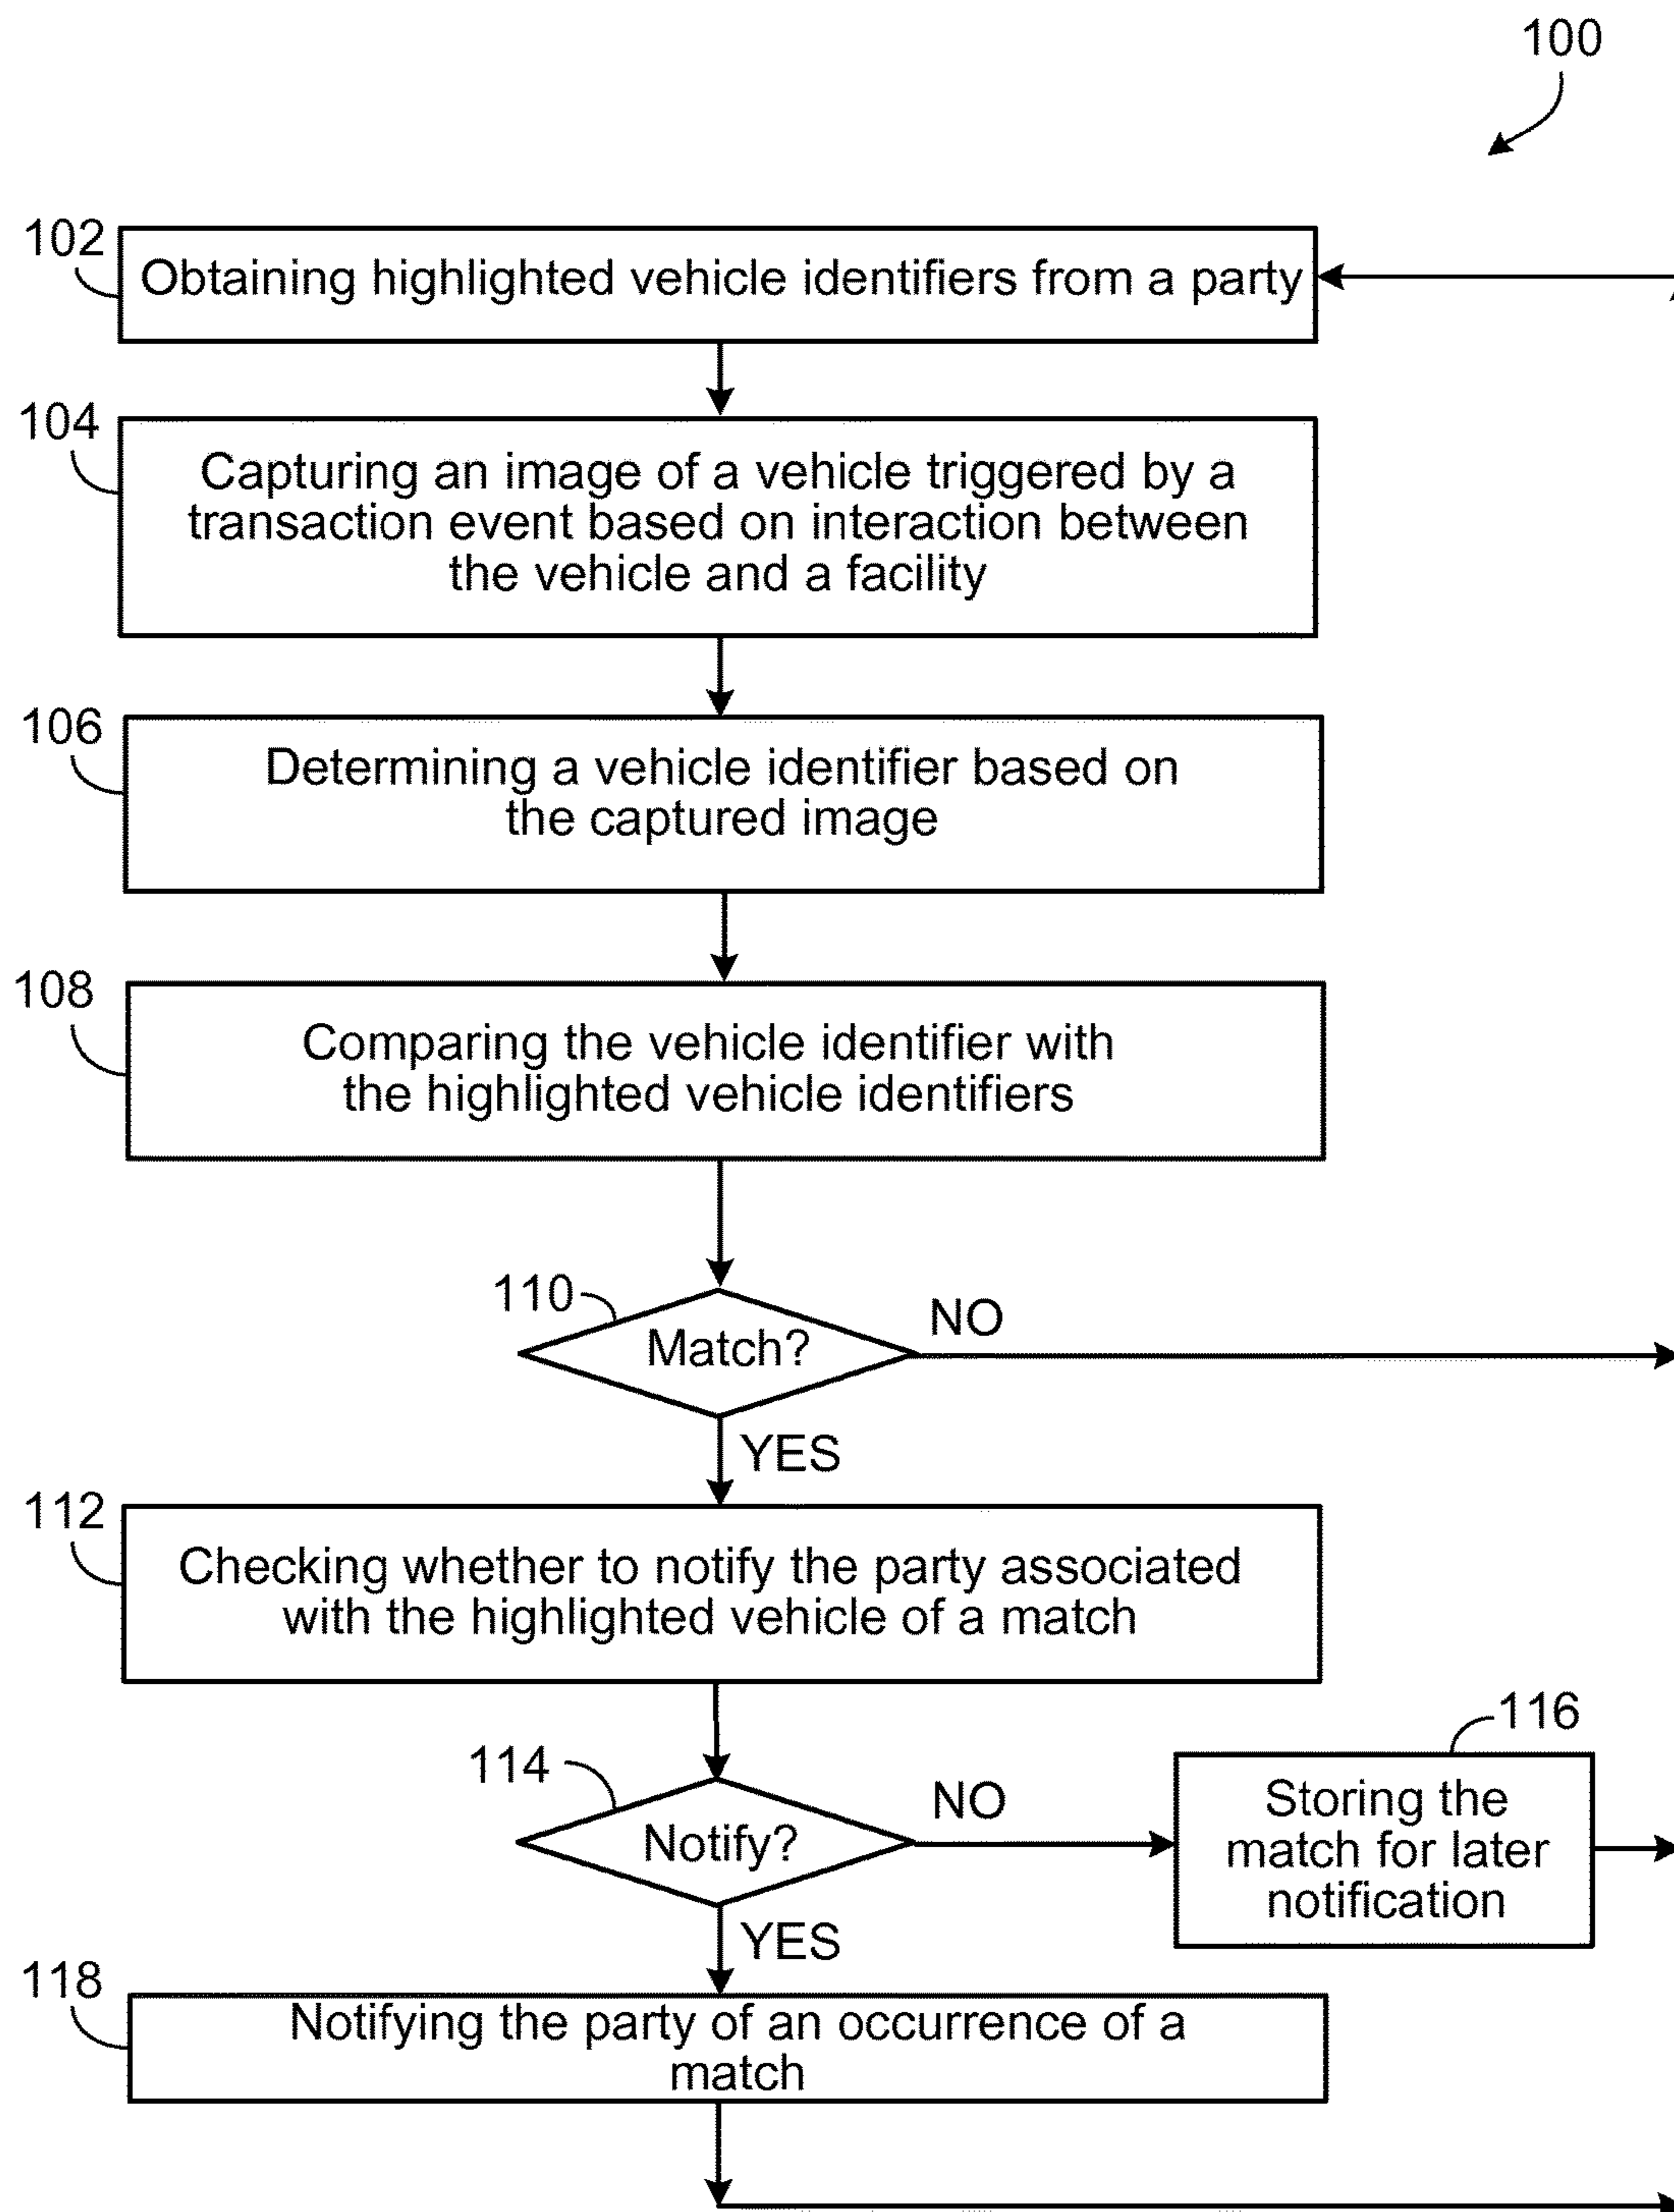 100
102
Obtaining highlighted vehicle identifiers from a party
104
Capturing an image of a vehicle triggered by a
transaction event based on interaction between
the vehicle and a facility
106
Determining a vehicle identifier based on
the captured image
108
Comparing the vehicle identifier with
the highlighted vehicle identifiers
110
NO
Match?
YES
112
Checking whether to notify the party associated
with the highlighted vehicle of a match
116
114
NO
Storing the
match for later
notification
Notify?
YES
118
Notifying the party of an occurrence of a
match